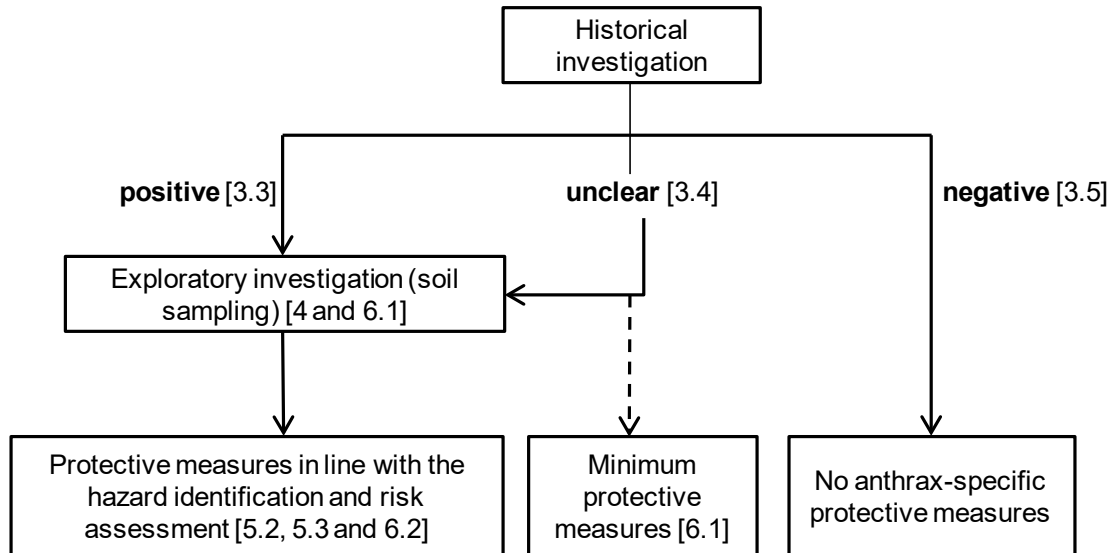 Historical
investigation
positive [3.3]
unclear [3.4]
negative [3.5]
Exploratory investigation (soil
sampling) [4 and 6.1]
Protective measures in line with the
hazard identification and risk
assessment [5.2, 5.3 and 6.2]
Minimum
protective
measures [6.1]
No anthrax-specific
protective measures